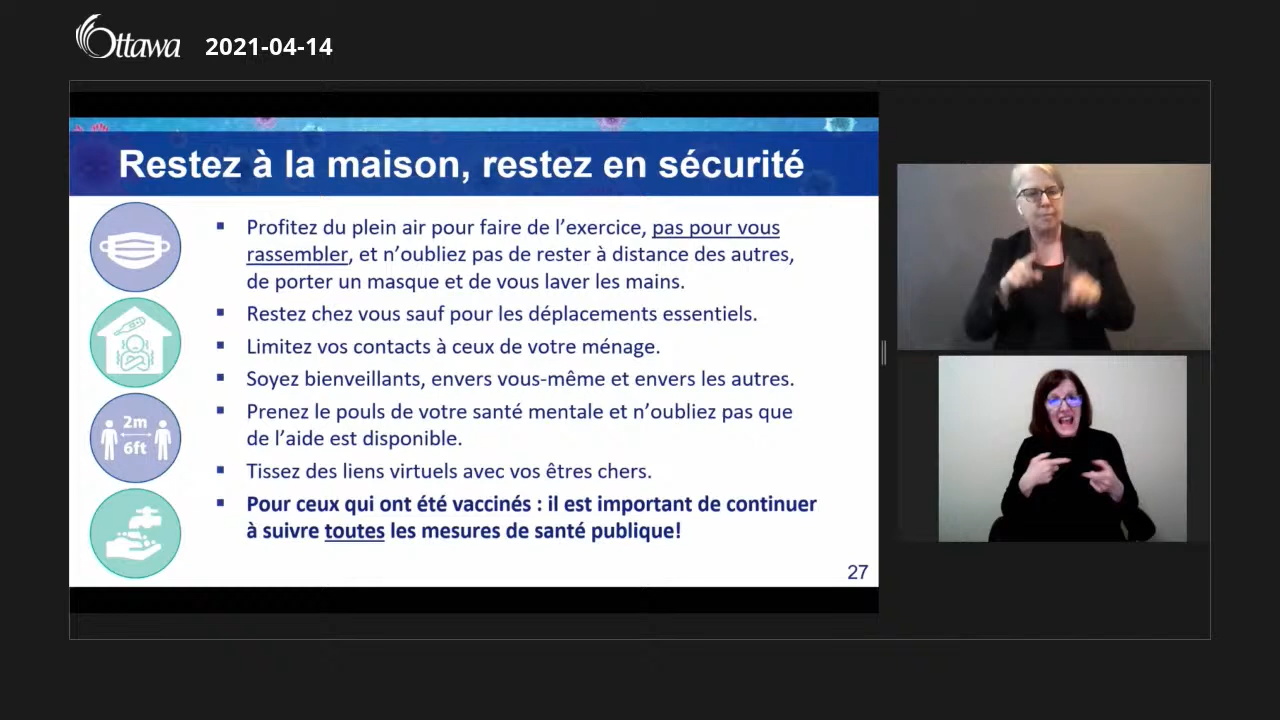 Ottawa 2021-04-14
Restez à la maison, restez en sécurité
Profitez du plein air pour faire de l’exercice, pas pour vous
rassembler, et n’oubliez pas de rester à distance des autres,
de porter un masque et de vous laver les mains.
Restez chez vous sauf pour les déplacements essentiels.
Limitez vos contacts à ceux de votre ménage.
Soyez bienveillants, envers vous-même et envers les autres.
2m
6ft
Prenez le pouls de votre santé mentale et n’oubliez pas que
de l’aide est disponible.
Tissez des liens virtuels avec vos êtres chers.
Pour ceux qui ont été vaccinés : il est important de continuer
à suivre toutes les mesures de santé publique!
27